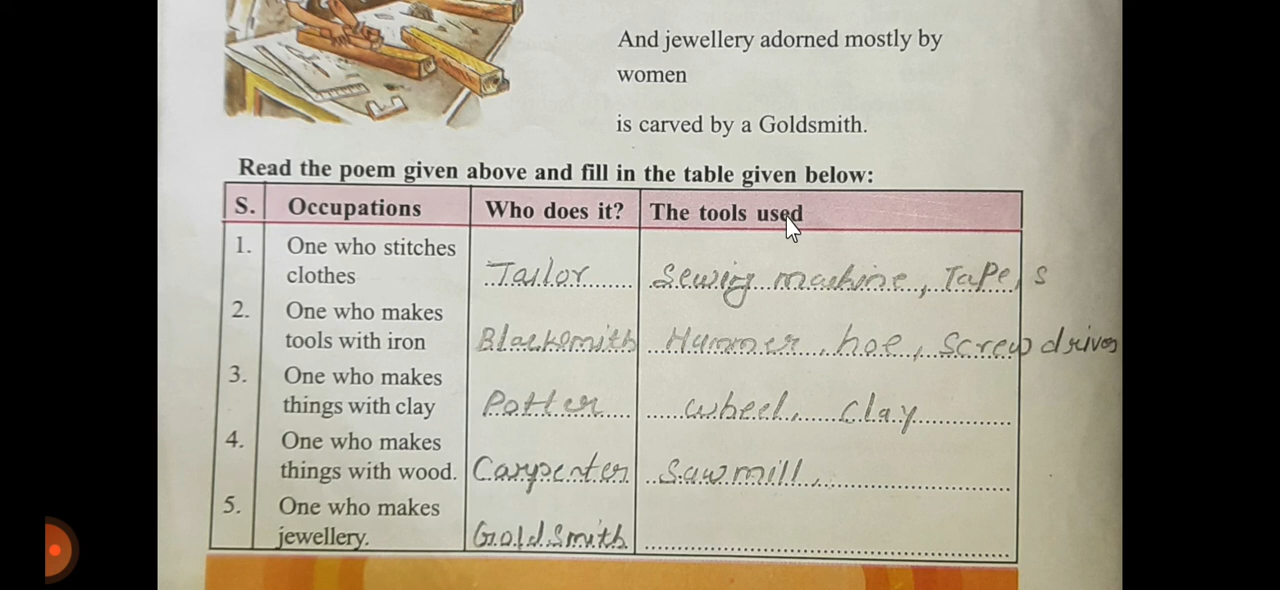 And jewellery adorned mostly by
women
is carved by a Goldsmith.
Read the poem given above and fill in the table given below:
S. Occupations Who does it? The tools used
1. One who stitches
clothes Tailor Sewing machine, Tape, s
2. One who makes
tools with iron Blacksmith Hammer, hoe, screw driver
3. One who makes
things with clay Potter wheel, clay
4. One who makes
things with wood. Carpenter Sawmill,
5. One who makes
jewellery. Goldsmith